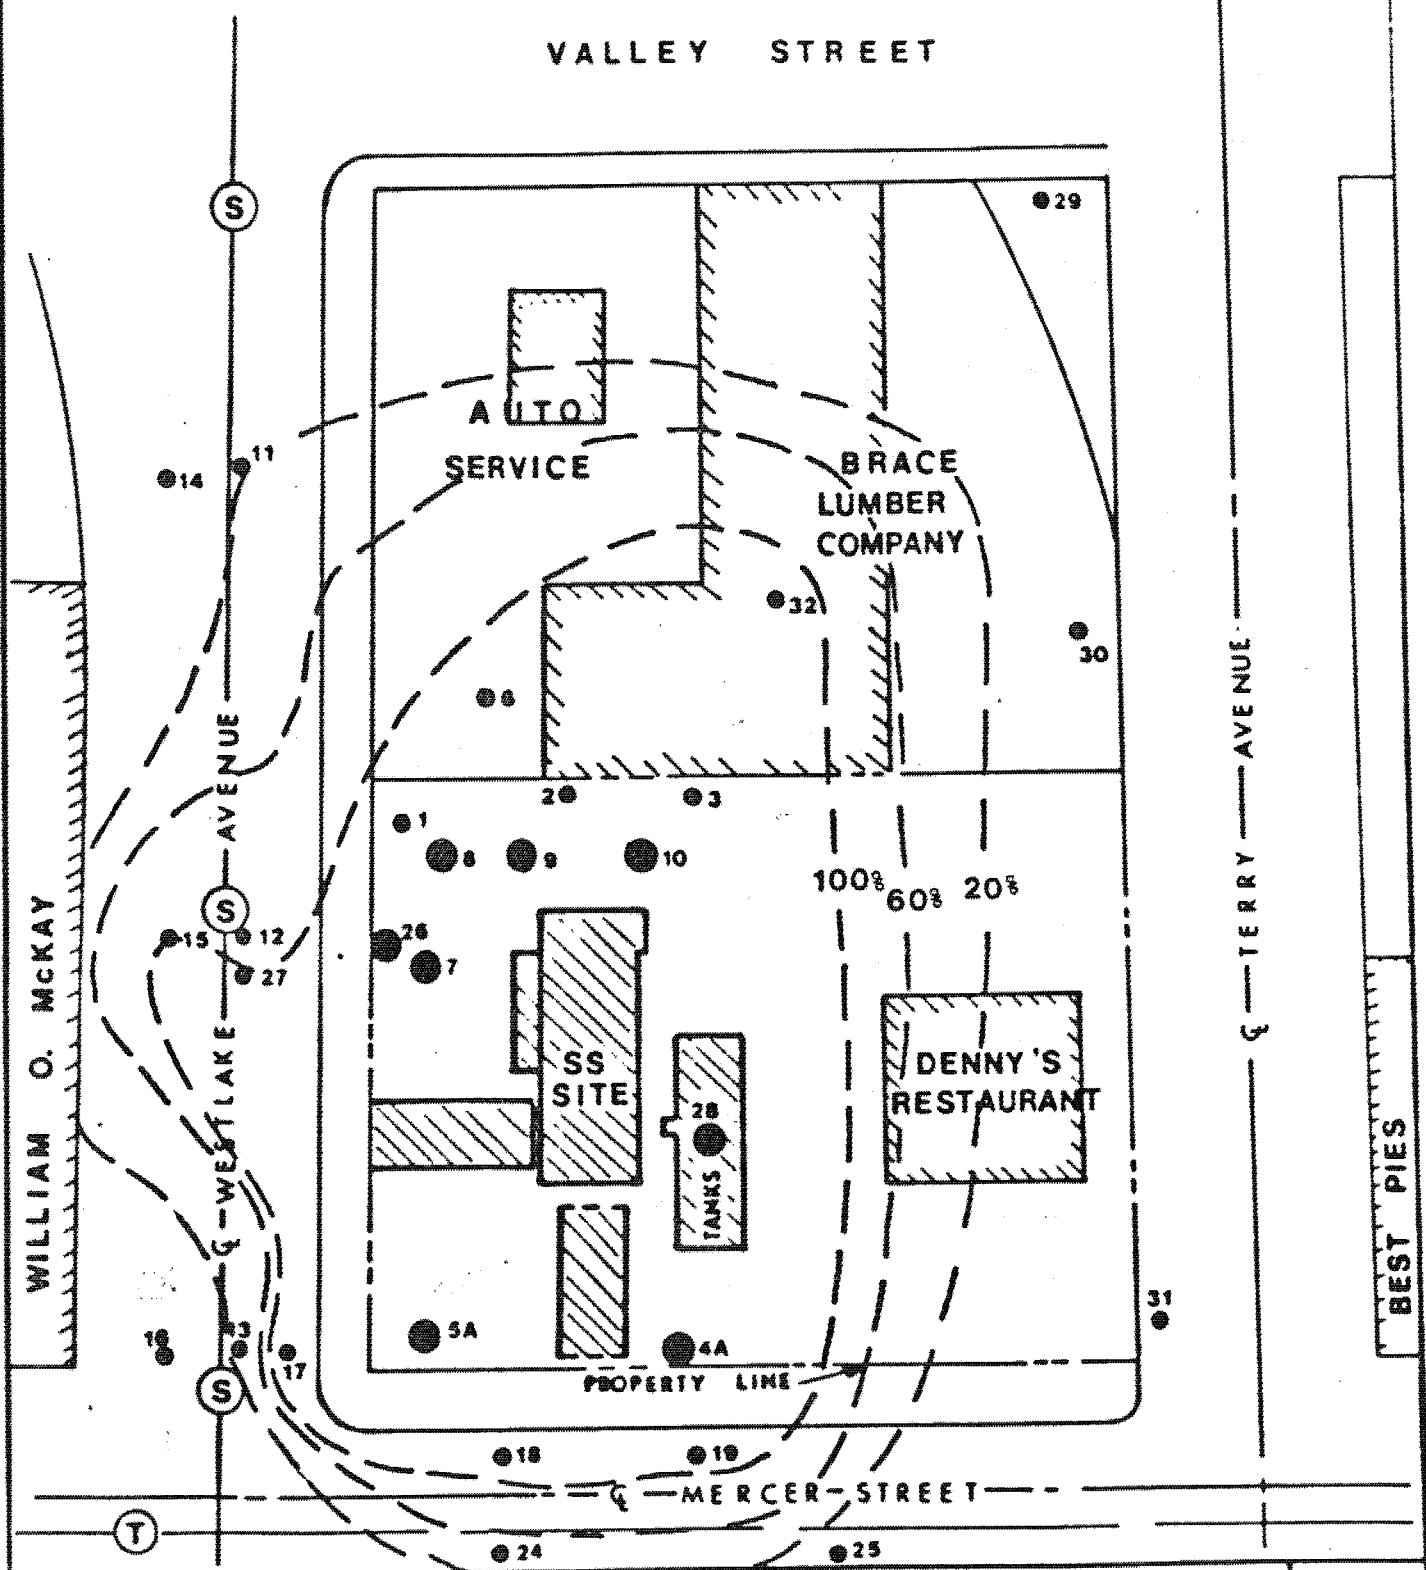 VALLEY STREET
S
29
AUTO
SERVICE
BRACE
LUMBER
COMPANY
11
14
32
30
6
2
3
1
8
9
10
100%
60%
20%
S
15
12
27
26
7
WILLIAM O. McKAY
℄ WESTLAKE AVENUE
℄ TERRY AVENUE
SS
SITE
28
TANKS
DENNY'S
RESTAURANT
BEST PIES
31
5A
4A
16
13
17
S
PROPERTY LINE
18
19
℄ MERCER STREET
T
24
25